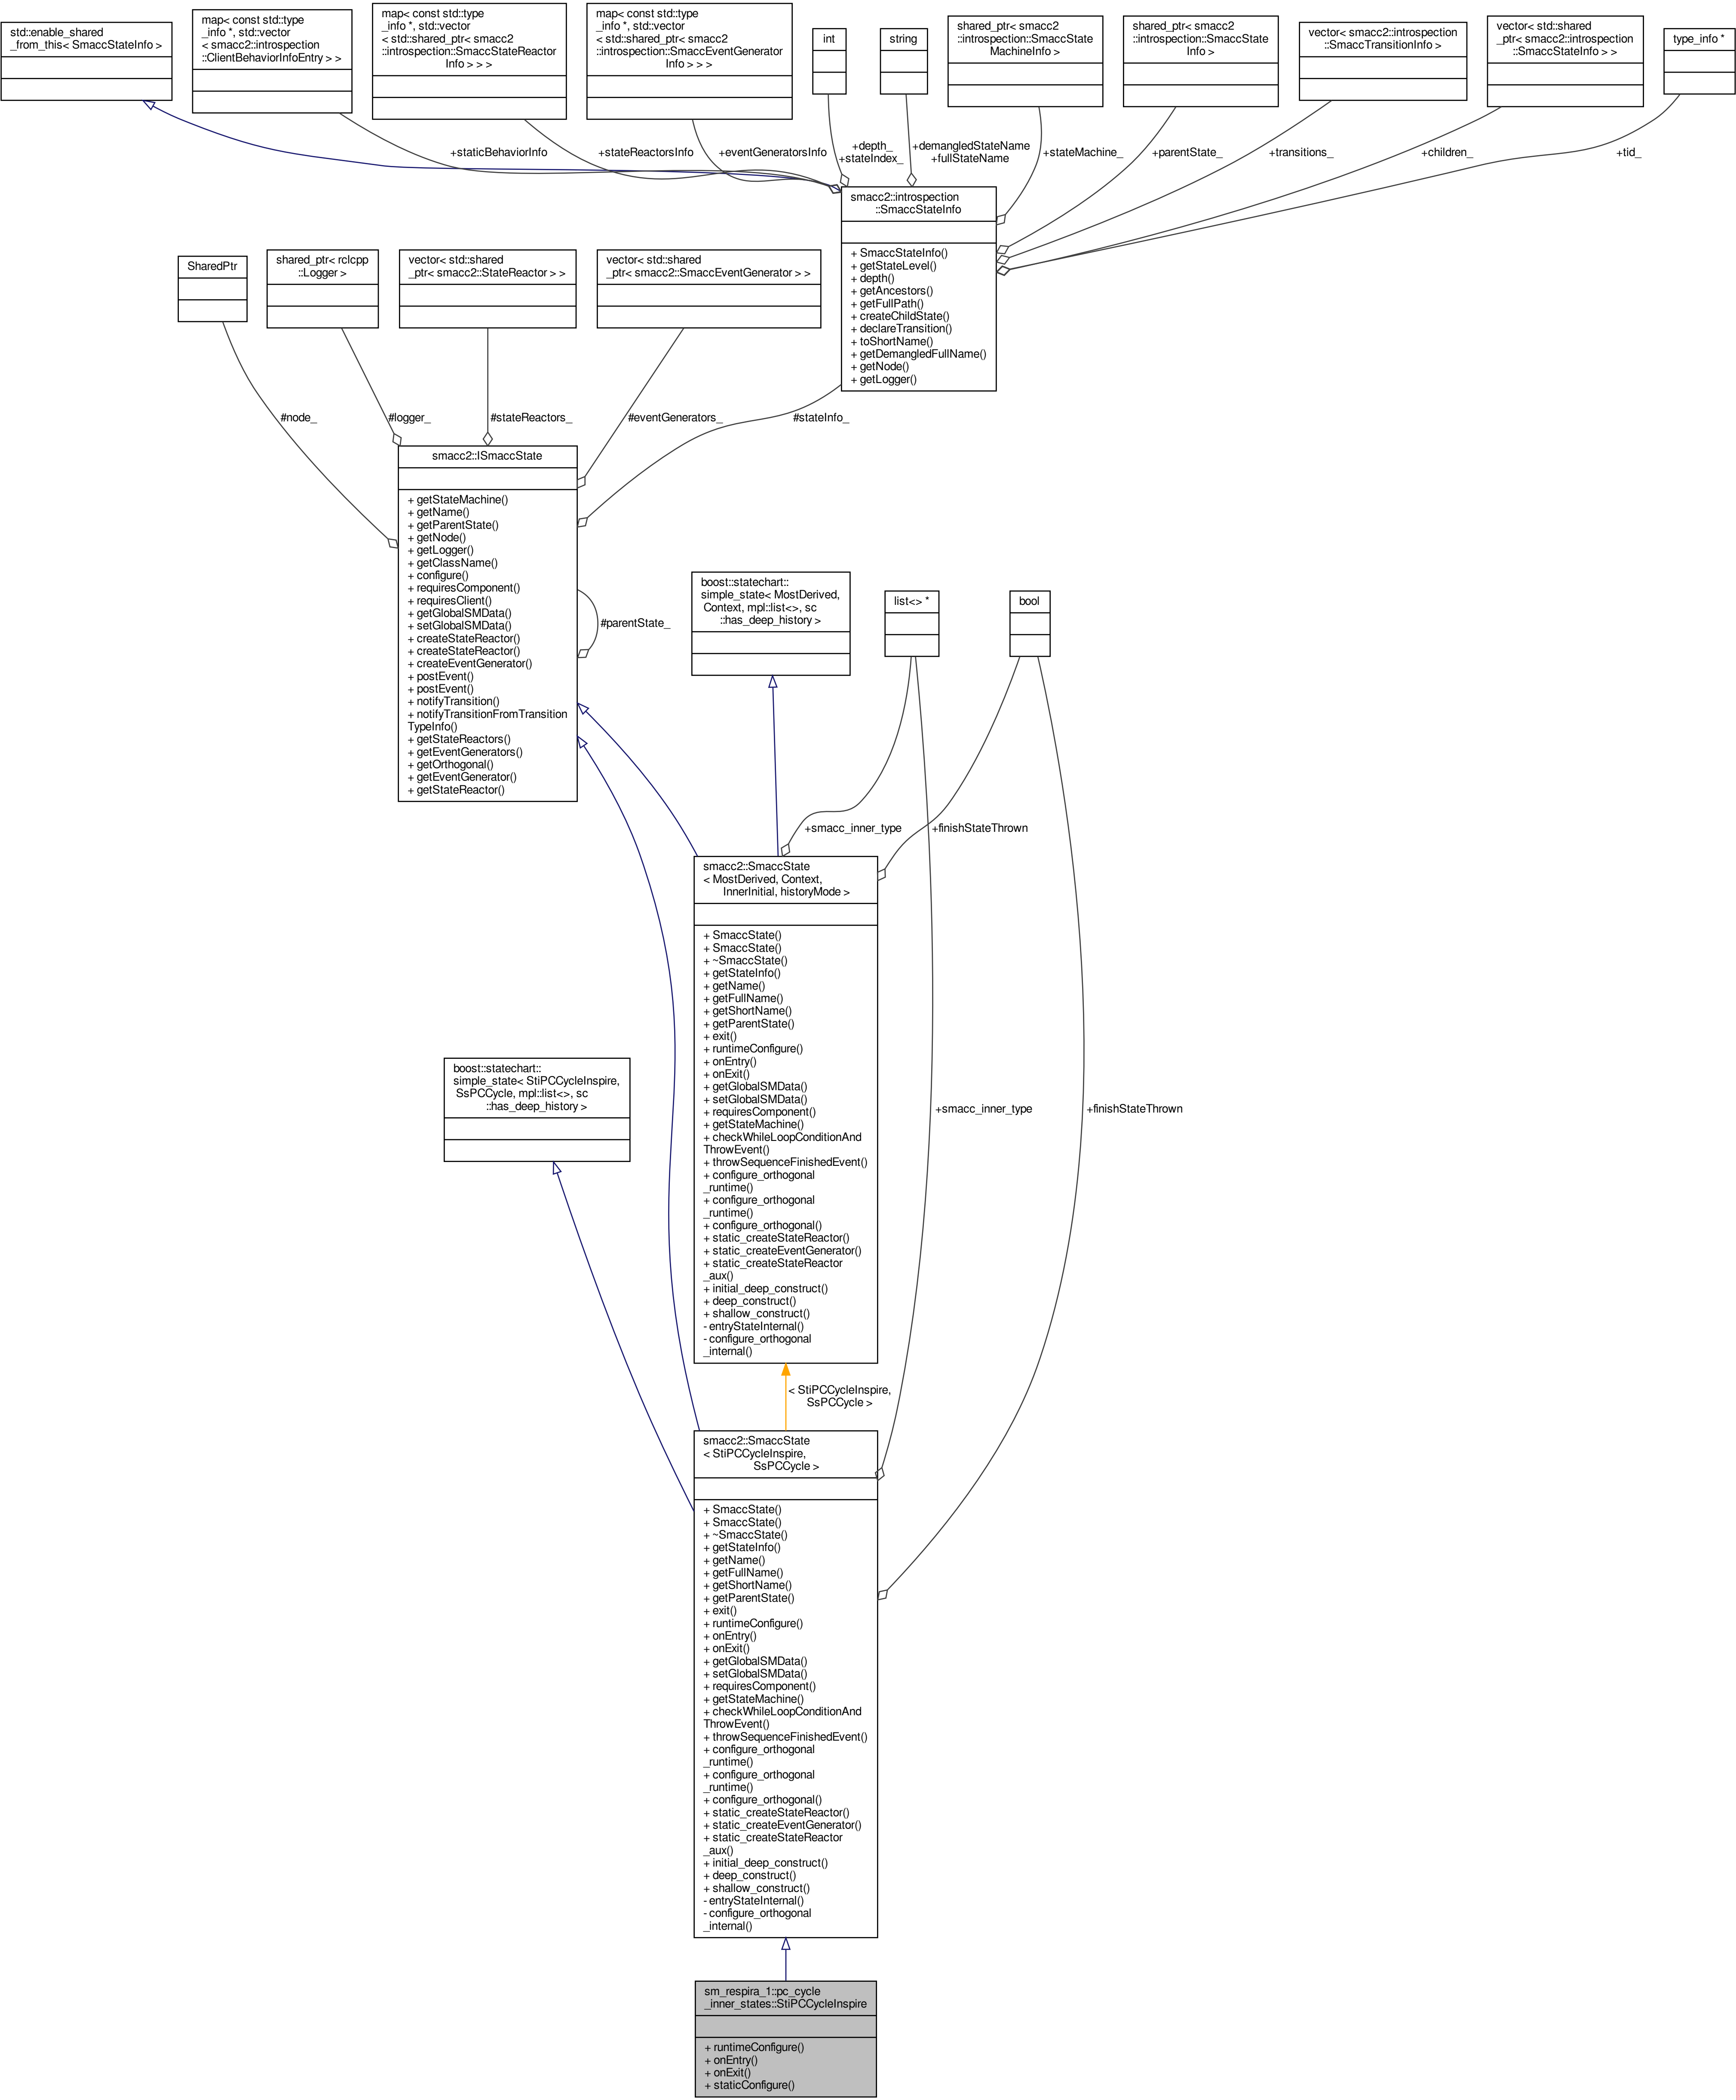 std::enable_shared
_from_this< SmaccStateInfo >
map< const std::type
_info *, std::vector
< smacc2::introspection
::ClientBehaviorInfoEntry > >
map< const std::type
_info *, std::vector
< std::shared_ptr< smacc2
::introspection::SmaccStateReactor
Info > > >
map< const std::type
_info *, std::vector
< std::shared_ptr< smacc2
::introspection::SmaccEventGenerator
Info > > >
int
string
shared_ptr< smacc2
::introspection::SmaccState
MachineInfo >
shared_ptr< smacc2
::introspection::SmaccState
Info >
vector< smacc2::introspection
::SmaccTransitionInfo >
vector< std::shared
_ptr< smacc2::introspection
::SmaccStateInfo > >
type_info *
+staticBehaviorInfo
+stateReactorsInfo
+eventGeneratorsInfo
+depth_
+stateIndex_
+demangledStateName
+fullStateName
+stateMachine_
+parentState_
+transitions_
+children_
+tid_
smacc2::introspection
::SmaccStateInfo
+ SmaccStateInfo()
+ getStateLevel()
+ depth()
+ getAncestors()
+ getFullPath()
+ createChildState()
+ declareTransition()
+ toShortName()
+ getDemangledFullName()
+ getNode()
+ getLogger()
SharedPtr
shared_ptr< rclcpp
::Logger >
vector< std::shared
_ptr< smacc2::StateReactor > >
vector< std::shared
_ptr< smacc2::SmaccEventGenerator > >
#node_
#logger_
#stateReactors_
#eventGenerators_
#stateInfo_
smacc2::ISmaccState
+ getStateMachine()
+ getName()
+ getParentState()
+ getNode()
+ getLogger()
+ getClassName()
+ configure()
+ requiresComponent()
+ requiresClient()
+ getGlobalSMData()
+ setGlobalSMData()
+ createStateReactor()
+ createStateReactor()
+ createEventGenerator()
+ postEvent()
+ postEvent()
+ notifyTransition()
+ notifyTransitionFromTransition
TypeInfo()
+ getStateReactors()
+ getEventGenerators()
+ getOrthogonal()
+ getEventGenerator()
+ getStateReactor()
#parentState_
boost::statechart::
simple_state< MostDerived,
Context, mpl::list<>, sc
::has_deep_history >
list<> *
bool
+smacc_inner_type
+finishStateThrown
smacc2::SmaccState
< MostDerived, Context,
InnerInitial, historyMode >
+ SmaccState()
+ SmaccState()
+ ~SmaccState()
+ getStateInfo()
+ getName()
+ getFullName()
+ getShortName()
+ getParentState()
+ exit()
+ runtimeConfigure()
+ onEntry()
+ onExit()
+ getGlobalSMData()
+ setGlobalSMData()
+ requiresComponent()
+ getStateMachine()
+ checkWhileLoopConditionAnd
ThrowEvent()
+ throwSequenceFinishedEvent()
+ configure_orthogonal
_runtime()
+ configure_orthogonal
_runtime()
+ configure_orthogonal()
+ static_createStateReactor()
+ static_createEventGenerator()
+ static_createStateReactor
_aux()
+ initial_deep_construct()
+ deep_construct()
+ shallow_construct()
- entryStateInternal()
- configure_orthogonal
_internal()
boost::statechart::
simple_state< StiPCCycleInspire,
SsPCCycle, mpl::list<>, sc
::has_deep_history >
+smacc_inner_type
+finishStateThrown
< StiPCCycleInspire,
SsPCCycle >
smacc2::SmaccState
< StiPCCycleInspire,
SsPCCycle >
+ SmaccState()
+ SmaccState()
+ ~SmaccState()
+ getStateInfo()
+ getName()
+ getFullName()
+ getShortName()
+ getParentState()
+ exit()
+ runtimeConfigure()
+ onEntry()
+ onExit()
+ getGlobalSMData()
+ setGlobalSMData()
+ requiresComponent()
+ getStateMachine()
+ checkWhileLoopConditionAnd
ThrowEvent()
+ throwSequenceFinishedEvent()
+ configure_orthogonal
_runtime()
+ configure_orthogonal
_runtime()
+ configure_orthogonal()
+ static_createStateReactor()
+ static_createEventGenerator()
+ static_createStateReactor
_aux()
+ initial_deep_construct()
+ deep_construct()
+ shallow_construct()
- entryStateInternal()
- configure_orthogonal
_internal()
sm_respira_1::pc_cycle
_inner_states::StiPCCycleInspire
+ runtimeConfigure()
+ onEntry()
+ onExit()
+ staticConfigure()